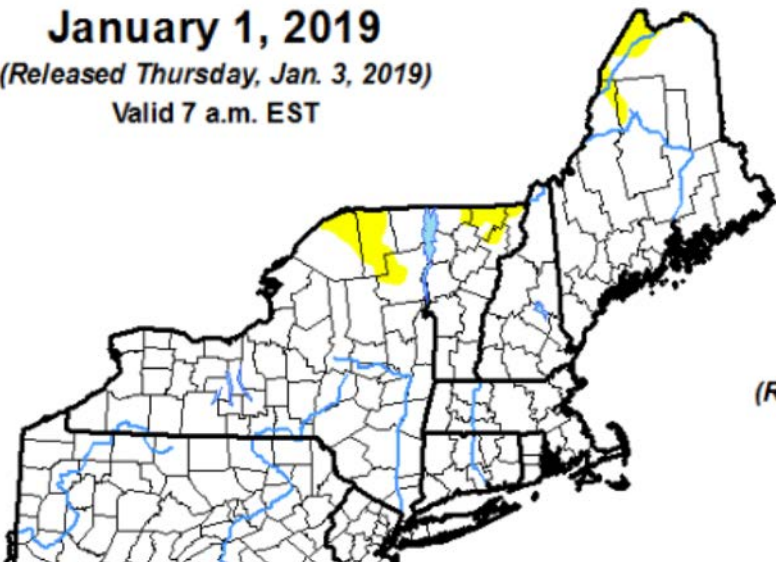 January 1, 2019
(Released Thursday, Jan. 3, 2019)
Valid 7 a.m. EST
(R